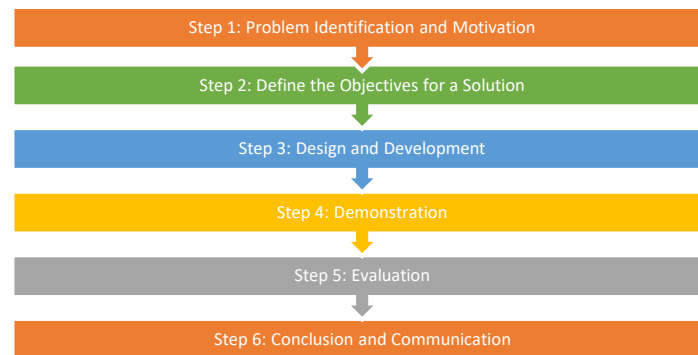 Step 1: Problem Identification and Motivation
Step 2: Define the Objectives for a Solution
Step 3: Design and Development
Step 4: Demonstration
Step 5: Evaluation
Step 6: Conclusion and Communication